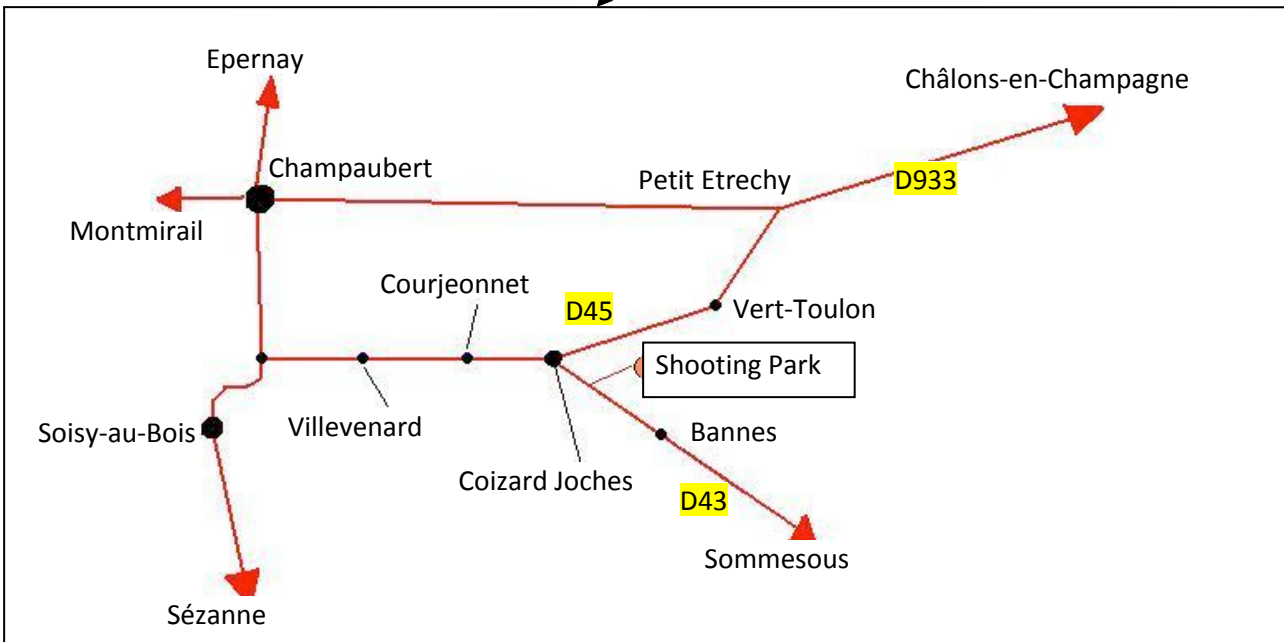 Epernay
Châlons-en-Champagne
Champaubert
Petit Etrechy
D933
Montmirail
Courjeonnet
D45
Vert-Toulon
Shooting Park
Villevenard
Soisy-au-Bois
Bannes
Coizard Joches
D43
Sommesous
Sézanne